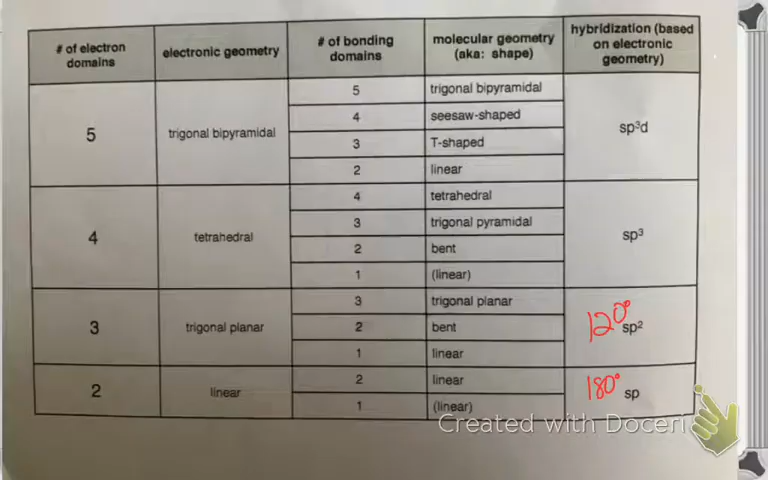 # of electron domains
electronic geometry
# of bonding domains
molecular geometry (aka: shape)
hybridization (based on electronic geometry)
5
trigonal bipyramidal
5
trigonal bipyramidal
4
seesaw-shaped
3
T-shaped
2
linear
sp³d
4
tetrahedral
4
tetrahedral
3
trigonal pyramidal
2
bent
1
(linear)
sp³
3
trigonal planar
3
trigonal planar
2
bent
1
linear
120° sp²
2
linear
2
linear
1
(linear)
180° sp
Created with Doceri